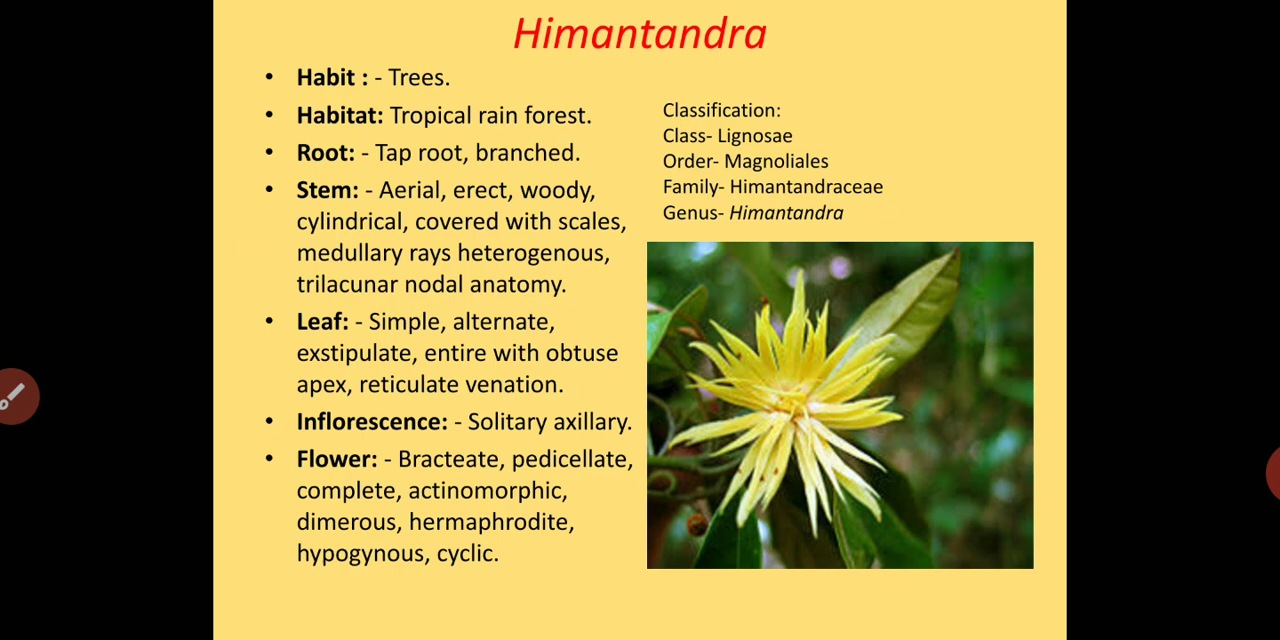 Himantandra
• Habit : - Trees.
• Habitat: Tropical rain forest.
• Root: - Tap root, branched.
• Stem: - Aerial, erect, woody,
cylindrical, covered with scales,
medullary rays heterogenous,
trilacunar nodal anatomy.
• Leaf: - Simple, alternate,
exstipulate, entire with obtuse
apex, reticulate venation.
• Inflorescence: - Solitary axillary.
• Flower: - Bracteate, pedicellate,
complete, actinomorphic,
dimerous, hermaphrodite,
hypogynous, cyclic.
Classification:
Class- Lignosae
Order- Magnoliales
Family- Himantandraceae
Genus- Himantandra